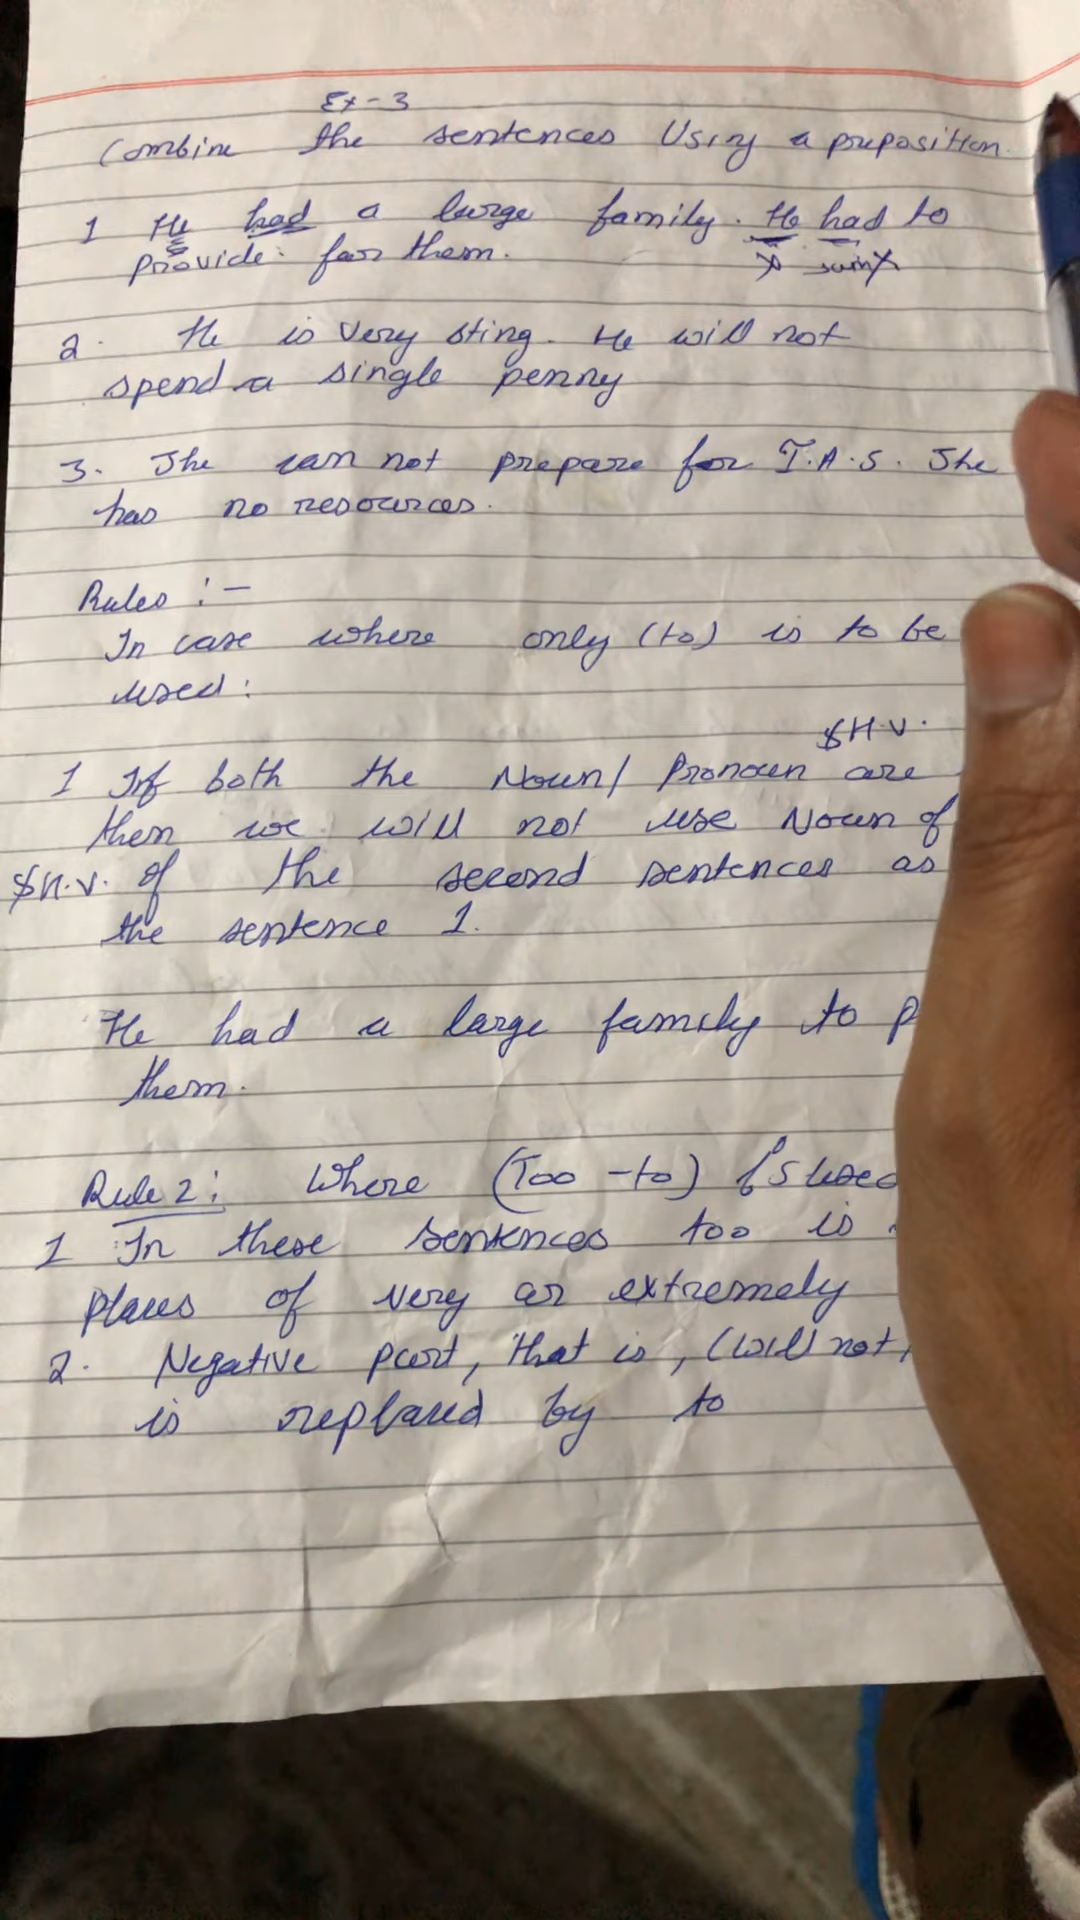 Ex-3
Combine the sentences Using a preposition.
1 He had a large family. He had to
provide for them.
2. He is very sting. He will not
spend a single penny
3. She can not prepare for I.A.S. She
has no resources.
Rules :-
In case where only (to) is to be
used:
$H.V.
1 If both the Noun/ Pronoun are
then we will not use Noun of
$H.V. of the second sentences as
the sentence 1.
He had a large family to p
them.
Rule 2: Where (Too -to) is used
1 In these sentences too is
places of very or extremely
2. Negative part, that is, (will not,
is replaced by to